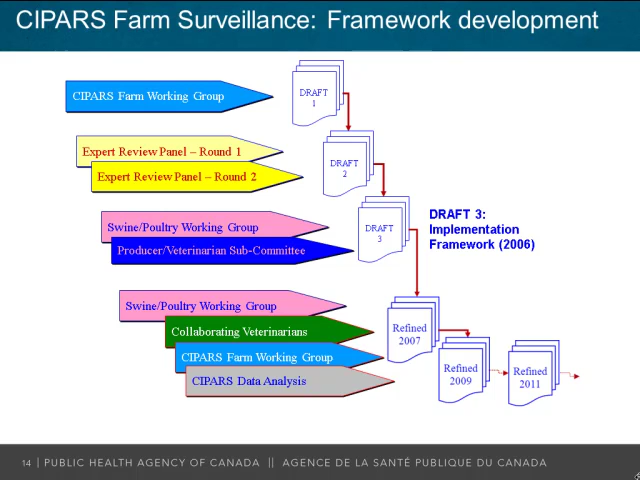 CIPARS Farm Surveillance: Framework development
CIPARS Farm Working Group
DRAFT
1
Expert Review Panel – Round 1
Expert Review Panel – Round 2
DRAFT
2
Swine/Poultry Working Group
Producer/Veterinarian Sub-Committee
DRAFT
3
DRAFT 3:
Implementation
Framework (2006)
Swine/Poultry Working Group
Collaborating Veterinarians
CIPARS Farm Working Group
CIPARS Data Analysis
Refined
2007
Refined
2009
Refined
2011
14 | PUBLIC HEALTH AGENCY OF CANADA || AGENCE DE LA SANTÉ PUBLIQUE DU CANADA